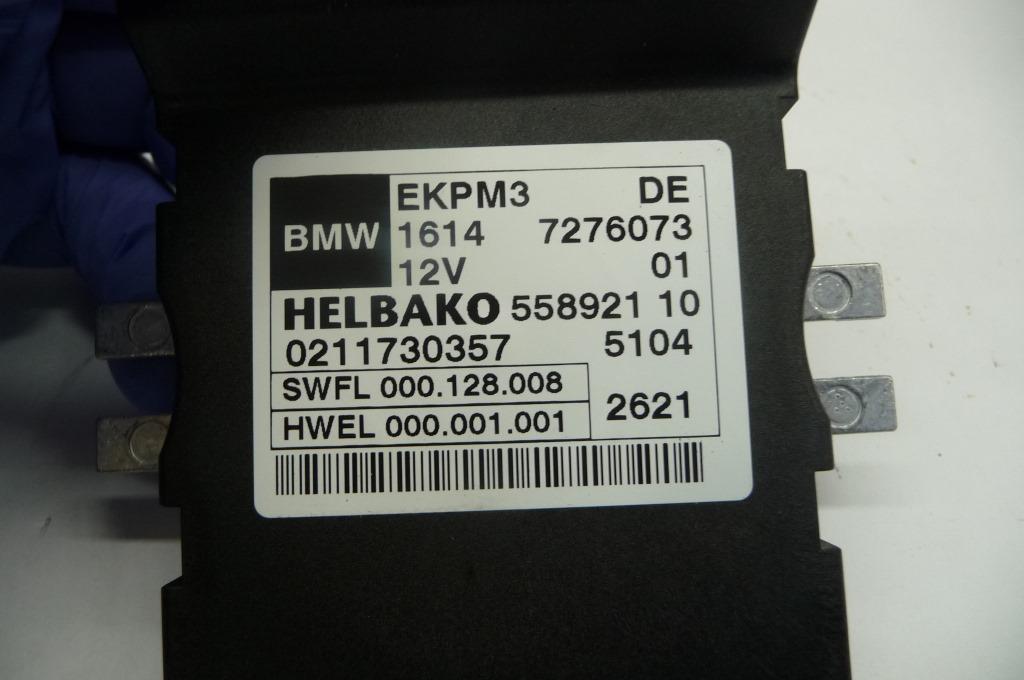 EKPM3 DE
BMW 1614 7276073
12V 01
HELBAKO 558921 10
0211730357 5104
SWFL 000.128.008
HWEL 000.001.001
2621